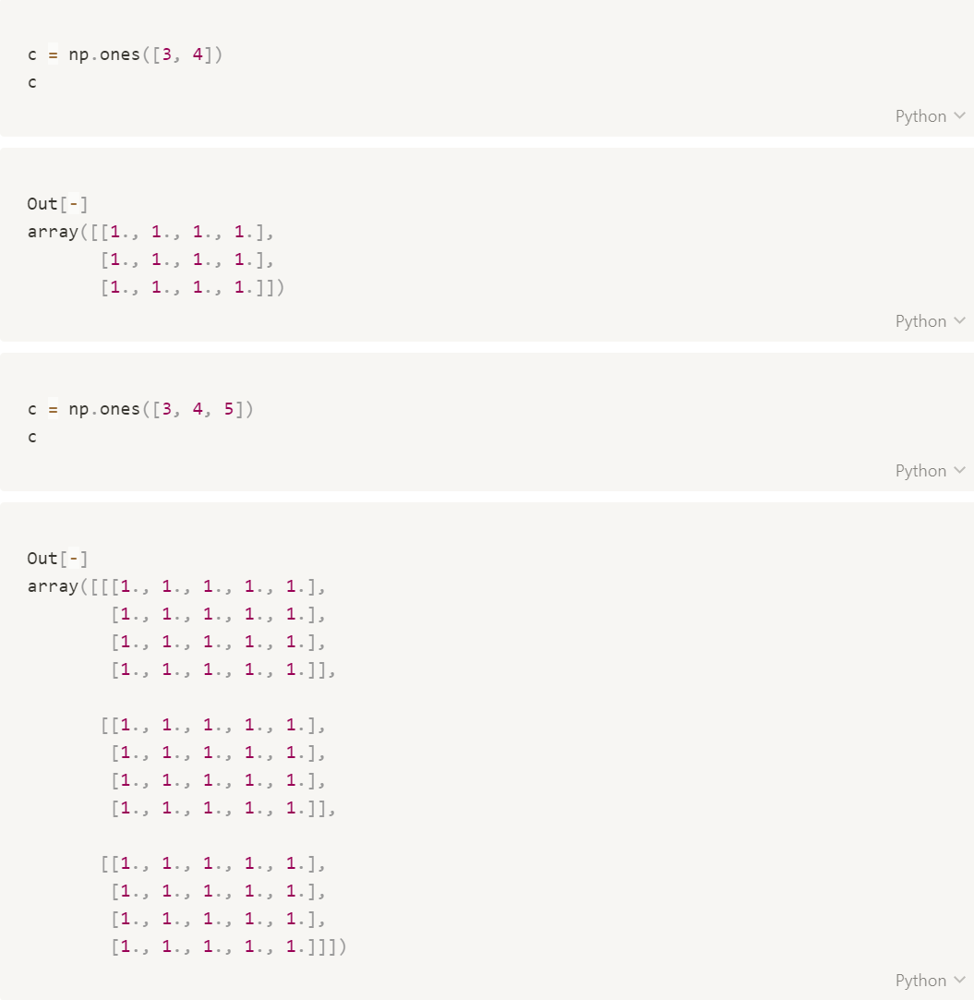 c = np.ones([3, 4])
c
Python
Out[-]
array([[1., 1., 1., 1.],
       [1., 1., 1., 1.],
       [1., 1., 1., 1.]])
Python
c = np.ones([3, 4, 5])
c
Python
Out[-]
array([[[1., 1., 1., 1., 1.],
        [1., 1., 1., 1., 1.],
        [1., 1., 1., 1., 1.],
        [1., 1., 1., 1., 1.]],
       [[1., 1., 1., 1., 1.],
        [1., 1., 1., 1., 1.],
        [1., 1., 1., 1., 1.],
        [1., 1., 1., 1., 1.]],
       [[1., 1., 1., 1., 1.],
        [1., 1., 1., 1., 1.],
        [1., 1., 1., 1., 1.],
        [1., 1., 1., 1., 1.]]])
Python